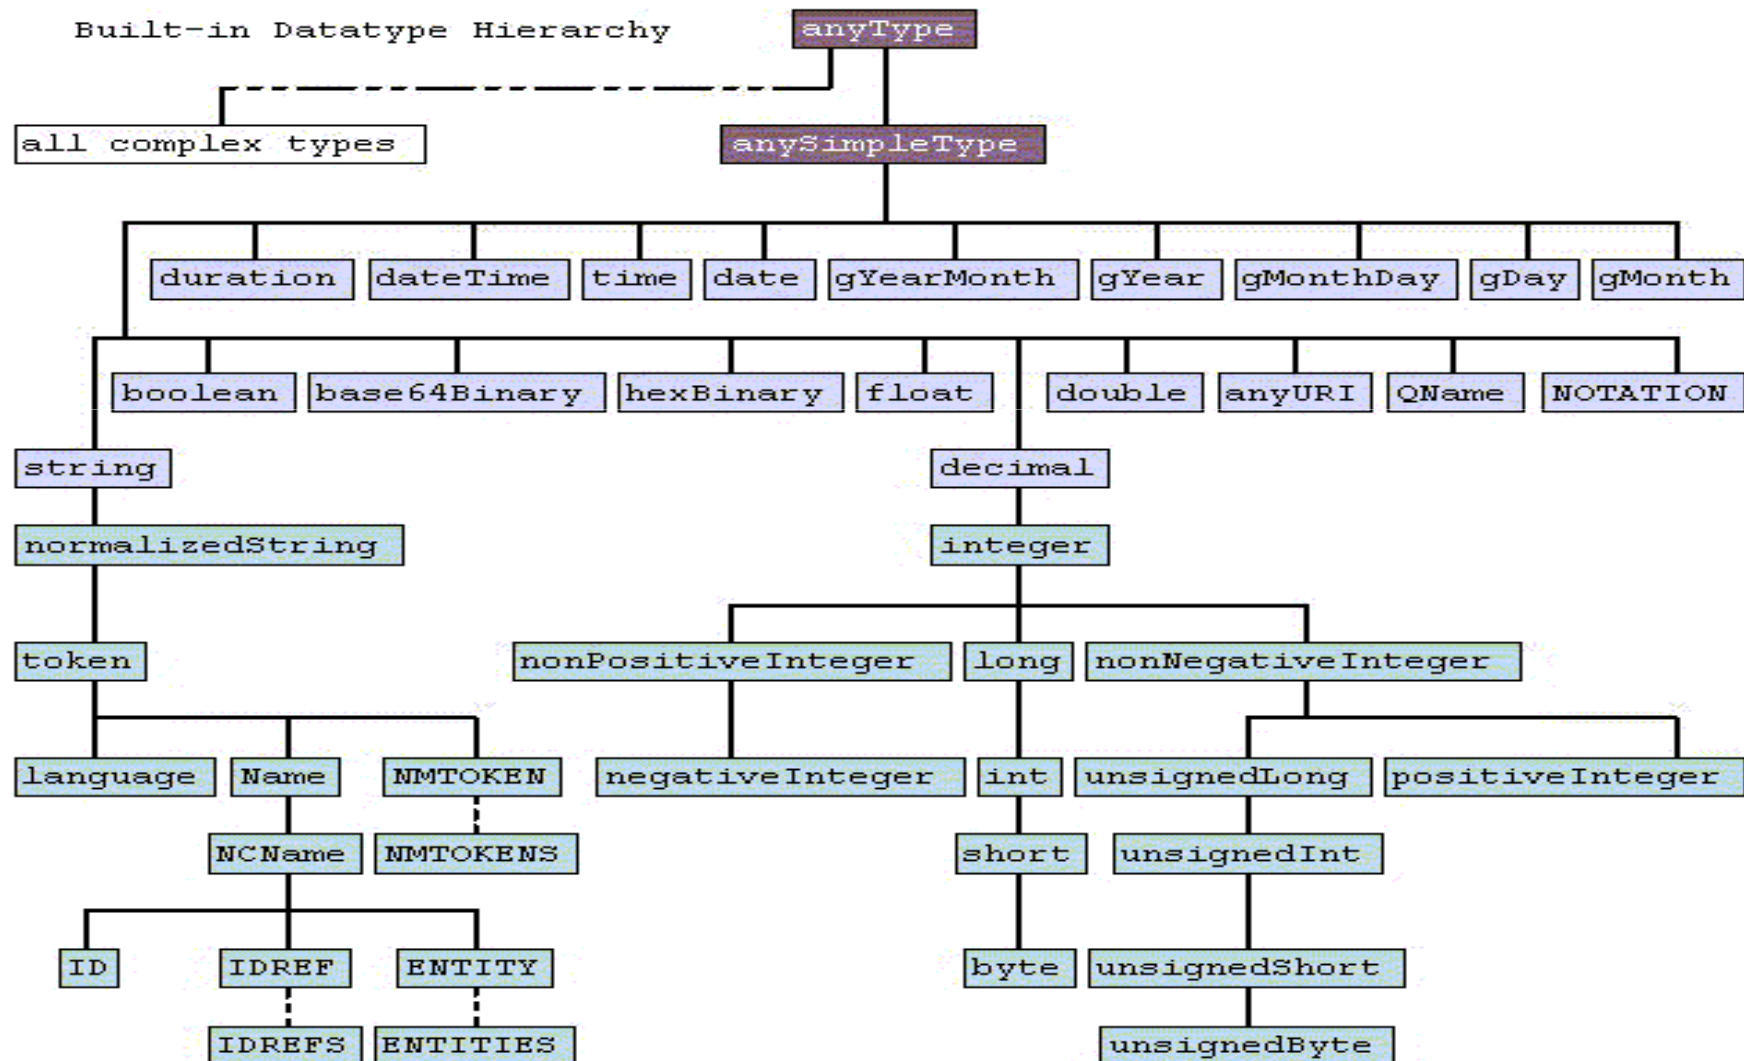 Built-in Datatype Hierarchy
anyType
all complex types
anySimpleType
duration
dateTime
time
date
gYearMonth
gYear
gMonthDay
gDay
gMonth
boolean
base64Binary
hexBinary
float
double
anyURI
QName
NOTATION
string
decimal
normalizedString
integer
token
nonPositiveInteger
long
nonNegativeInteger
language
Name
NMTOKEN
negativeInteger
int
unsignedLong
positiveInteger
NCName
NMTOKENS
short
unsignedInt
ID
IDREF
ENTITY
byte
unsignedShort
IDREFS
ENTITIES
unsignedByte